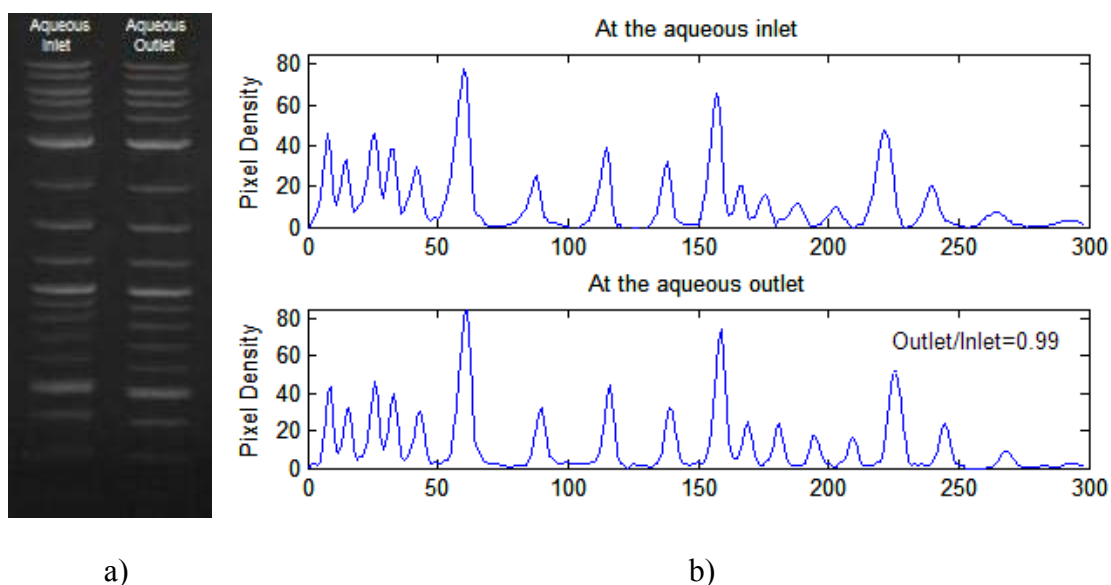 Aqueous Inlet
Aqueous Outlet
At the aqueous inlet
Pixel Density
80
60
40
20
0
0 50 100 150 200 250 300
At the aqueous outlet
Outlet/Inlet=0.99
Pixel Density
80
60
40
20
0
0 50 100 150 200 250 300
a) b)